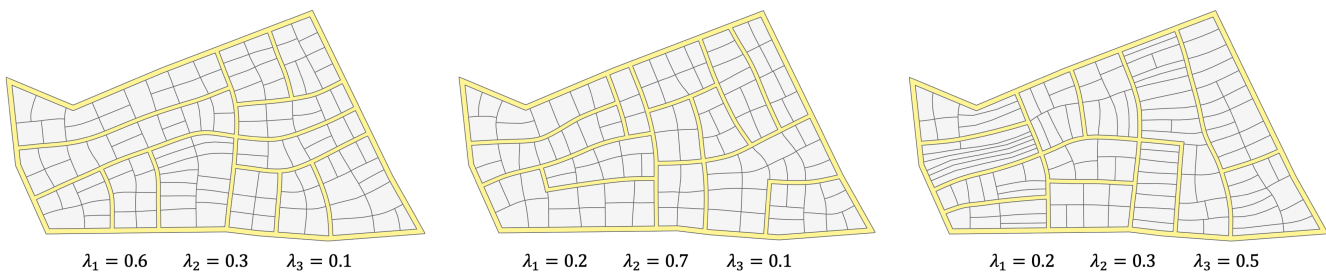 λ₁ = 0.6 λ₂ = 0.3 λ₃ = 0.1 λ₁ = 0.2 λ₂ = 0.7 λ₃ = 0.1 λ₁ = 0.2 λ₂ = 0.3 λ₃ = 0.5